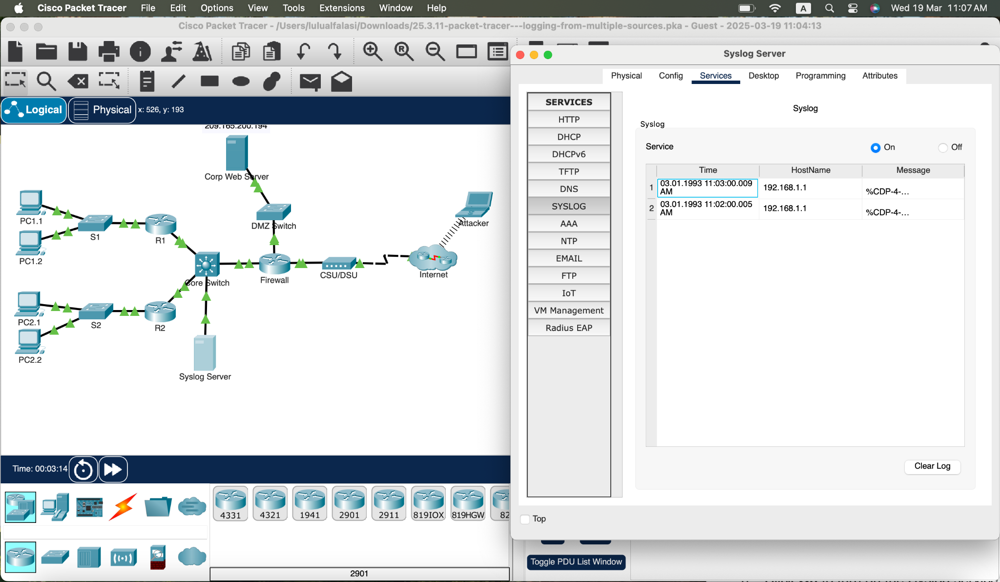 Cisco Packet Tracer File Edit Options View Tools Extensions Window Help A Wed 19 Mar 11:07 AM
Cisco Packet Tracer - /Users/lulualfalasi/Downloads/25.3.11-packet-tracer---logging-from-multiple-sources.pka - Guest - 2025-03-19 11:04:13
Logical Physical x: 526, y: 193
209.165.200.194
Corp Web Server
DMZ Switch
Attacker
PC1.1
S1
R1
PC1.2
Core Switch
Firewall
CSU/DSU
Internet
PC2.1
S2
R2
PC2.2
Syslog Server
Time: 00:03:14
4331 4321 1941 2901 2911 819IOX 819HGW 82
2901
Syslog Server
Physical Config Services Desktop Programming Attributes
SERVICES
HTTP
DHCP
DHCPv6
TFTP
DNS
SYSLOG
AAA
NTP
EMAIL
FTP
IoT
VM Management
Radius EAP
Syslog
Syslog
Service On Off
Time HostName Message
1 03.01.1993 11:03:00.009 AM 192.168.1.1 %CDP-4-...
2 03.01.1993 11:02:00.005 AM 192.168.1.1 %CDP-4-...
Clear Log
Top
Toggle PDU List Window